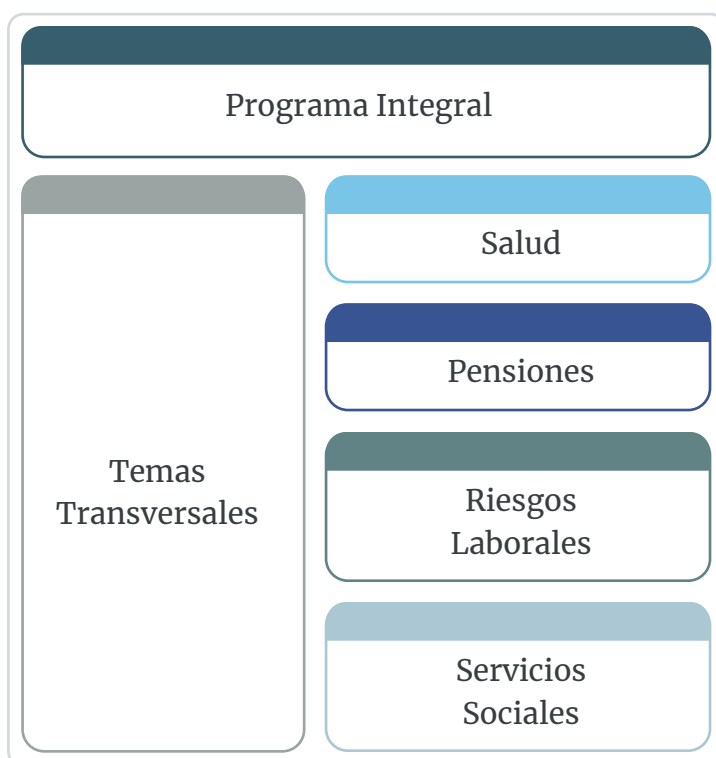 Programa Integral
Temas
Transversales
Salud
Pensiones
Riesgos
Laborales
Servicios
Sociales